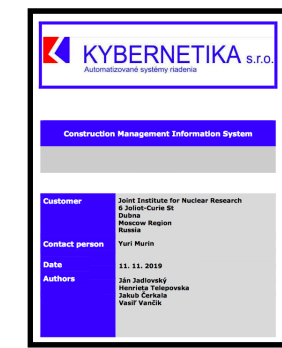 KYBERNETIKA s.r.o.
Automatizované systémy riadenia
Construction Management Information System
Customer
Joint Institute for Nuclear Research
6 Joliot-Curie St
Dubna
Moscow Region
Russia
Contact person
Yuri Murin
Date
11. 11. 2019
Authors
Ján Jadlovský
Henrieta Telepovska
Jakub Čerkala
Vasiľ Vančík